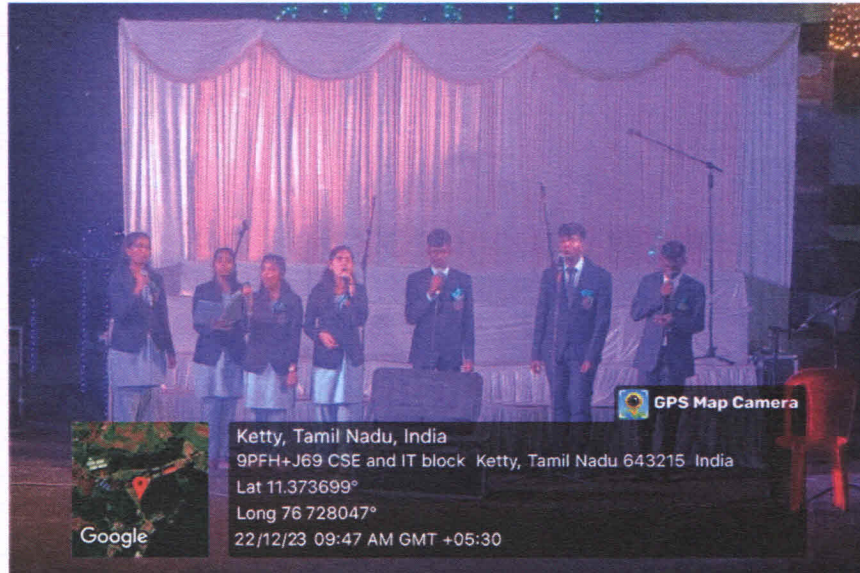 GPS Map Camera
Ketty, Tamil Nadu, India
9PFH+J69 CSE and IT block Ketty, Tamil Nadu 643215 India
Lat 11.373699°
Long 76 728047°
22/12/23 09:47 AM GMT +05:30
Google